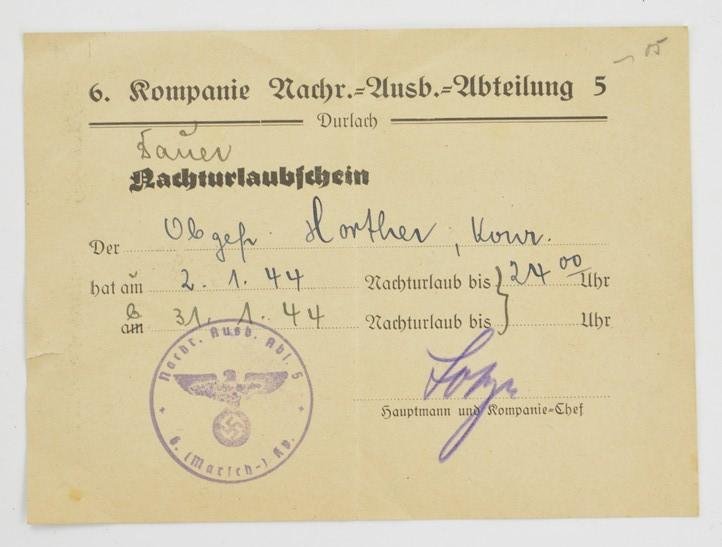 05
6. Kompanie Nachr.=Ausb.=Abteilung 5
Durlach
Dauer
Nachturlaubschein
Der Obgefr. Horther, Konr.
hat am 2. 1. 44 Nachturlaub bis 24 00 Uhr
am b 31. 1. 44 Nachturlaub bis Uhr
Hauptmann und Kompanie=Chef
Nachr. Ausb. Abt. 5
6. (Marsch-) Kp.